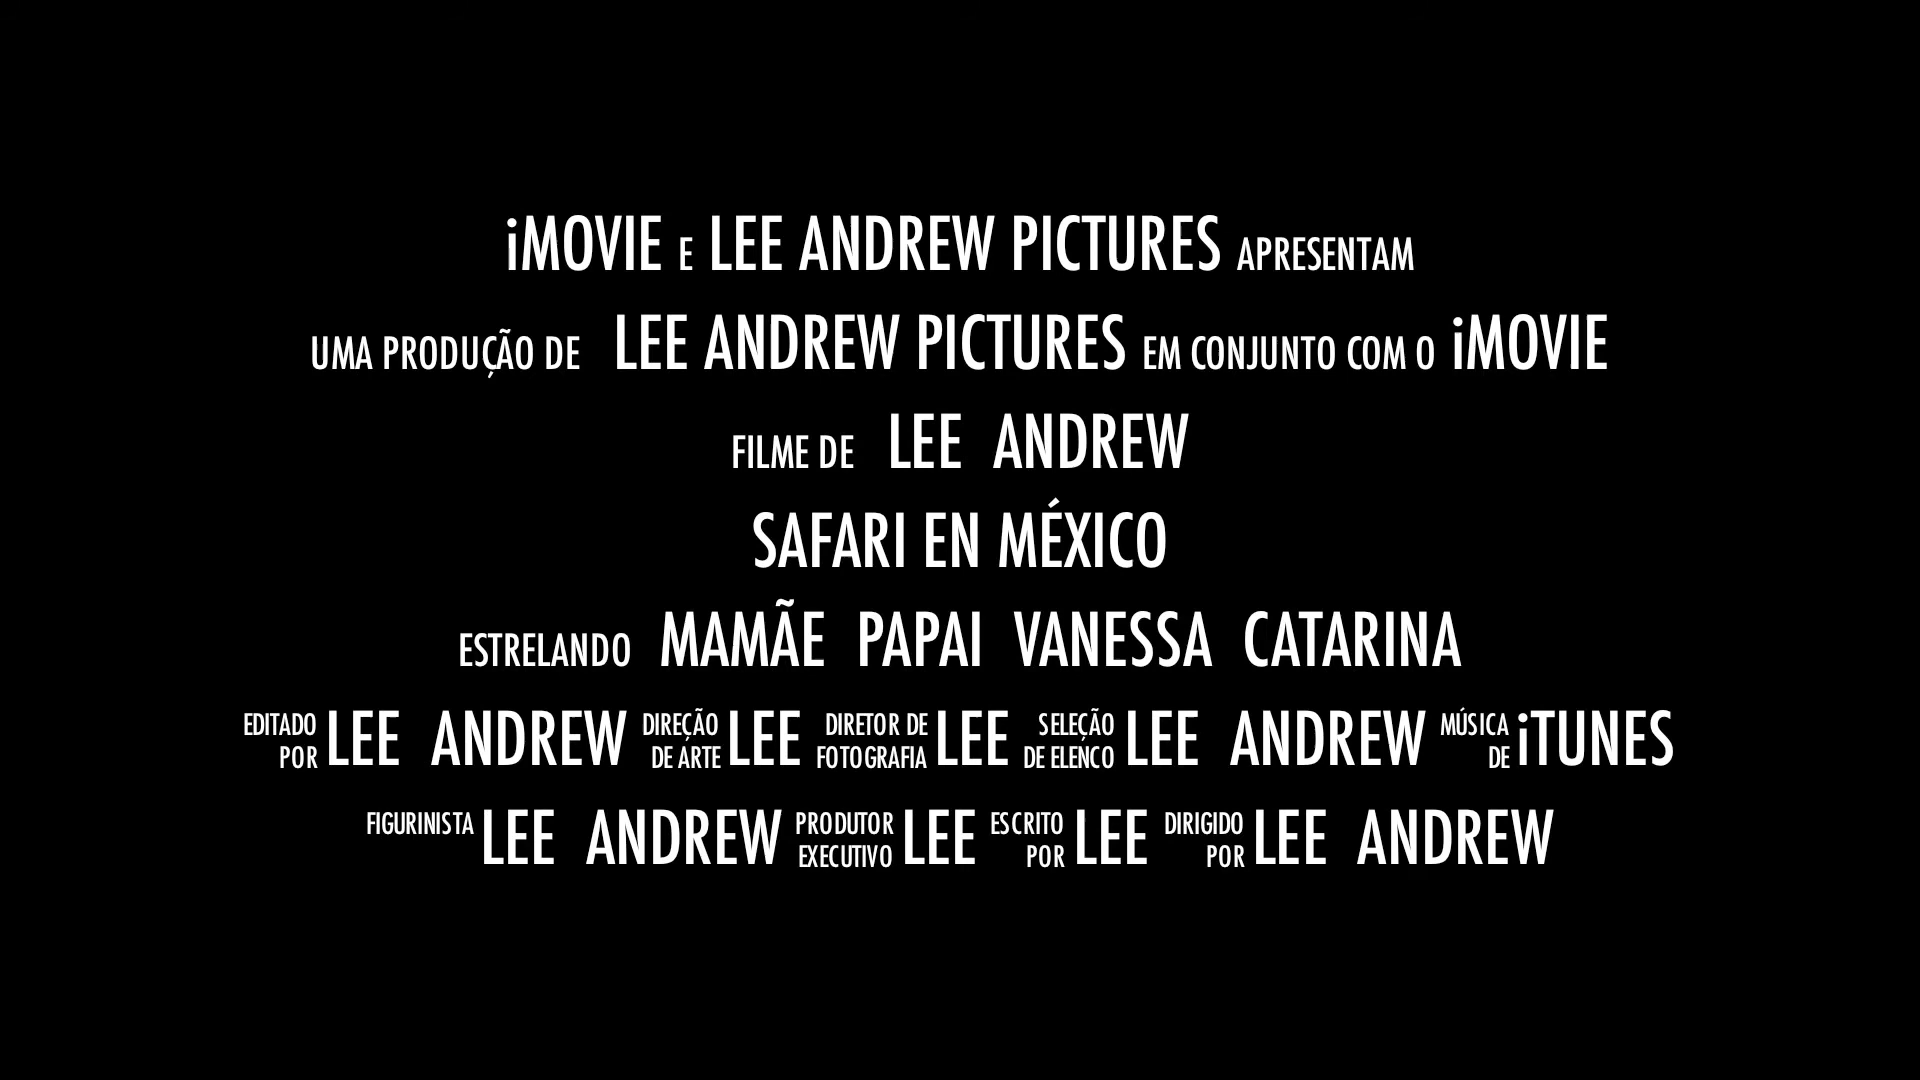 iMOVIE E LEE ANDREW PICTURES APRESENTAM
UMA PRODUÇÃO DE LEE ANDREW PICTURES EM CONJUNTO COM O iMOVIE
FILME DE LEE ANDREW
SAFARI EN MÉXICO
ESTRELANDO MAMÃE PAPAI VANESSA CATARINA
EDITADO POR LEE ANDREW DIREÇÃO DE ARTE LEE DIRETOR DE FOTOGRAFIA LEE SELEÇÃO DE ELENCO LEE ANDREW MÚSICA DE iTUNES
FIGURINISTA LEE ANDREW PRODUTOR EXECUTIVO LEE ESCRITO POR LEE DIRIGIDO POR LEE ANDREW